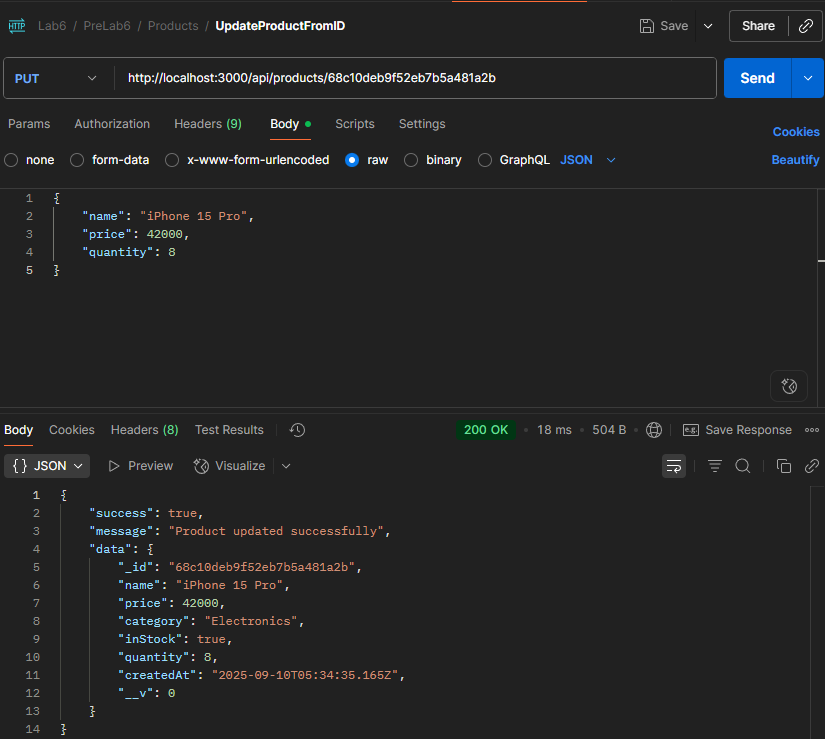 HTTP Lab6 / PreLab6 / Products / UpdateProductFromID Save Share
PUT http://localhost:3000/api/products/68c10deb9f52eb7b5a481a2b Send
Params Authorization Headers (9) Body Scripts Settings Cookies
none form-data x-www-form-urlencoded raw binary GraphQL JSON Beautify
1 {
2 "name": "iPhone 15 Pro",
3 "price": 42000,
4 "quantity": 8
5 }
Body Cookies Headers (8) Test Results 200 OK • 18 ms • 504 B • e.g. Save Response
{} JSON Preview Visualize
1 {
2 "success": true,
3 "message": "Product updated successfully",
4 "data": {
5 "_id": "68c10deb9f52eb7b5a481a2b",
6 "name": "iPhone 15 Pro",
7 "price": 42000,
8 "category": "Electronics",
9 "inStock": true,
10 "quantity": 8,
11 "createdAt": "2025-09-10T05:34:35.165Z",
12 "__v": 0
13 }
14 }